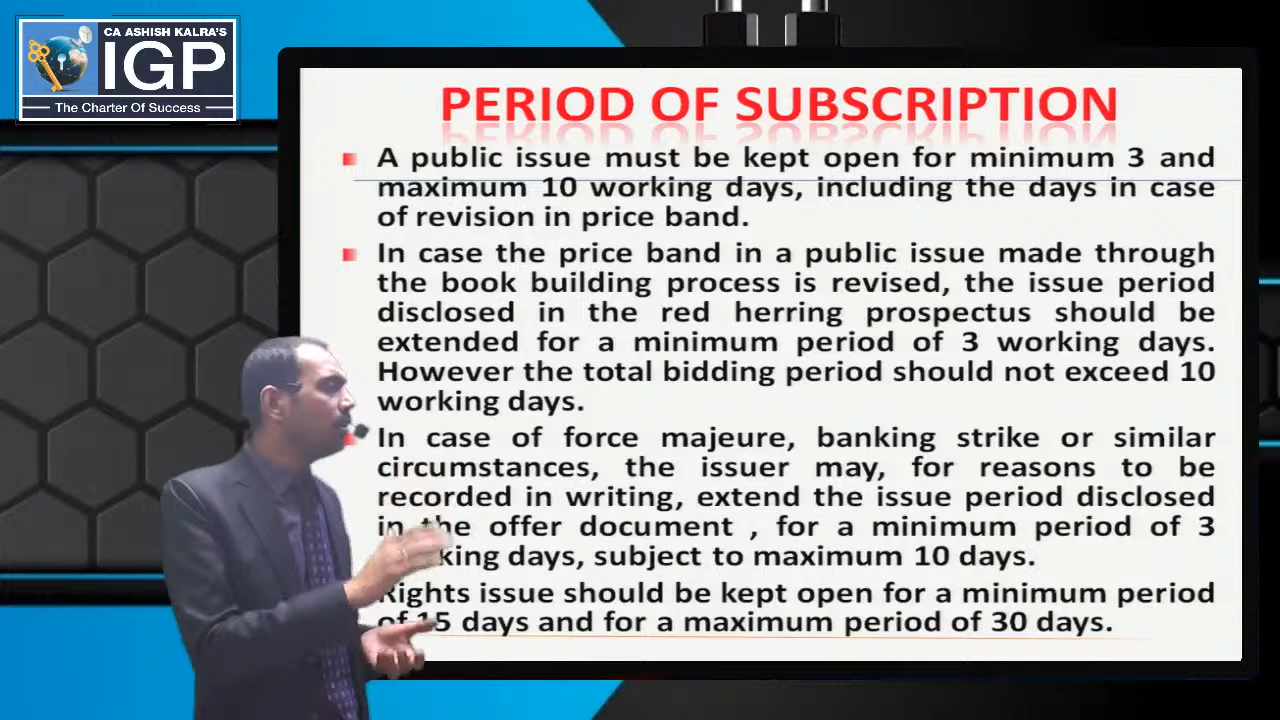 CA ASHISH KALRA'S
IGP
The Charter Of Success
PERIOD OF SUBSCRIPTION
A public issue must be kept open for minimum 3 and
maximum 10 working days, including the days in case
of revision in price band.
In case the price band in a public issue made through
the book building process is revised, the issue period
disclosed in the red herring prospectus should be
extended for a minimum period of 3 working days.
However the total bidding period should not exceed 10
working days.
In case of force majeure, banking strike or similar
circumstances, the issuer may, for reasons to be
recorded in writing, extend the issue period disclosed
in the offer document , for a minimum period of 3
king days, subject to maximum 10 days.
Rights issue should be kept open for a minimum period
of 15 days and for a maximum period of 30 days.